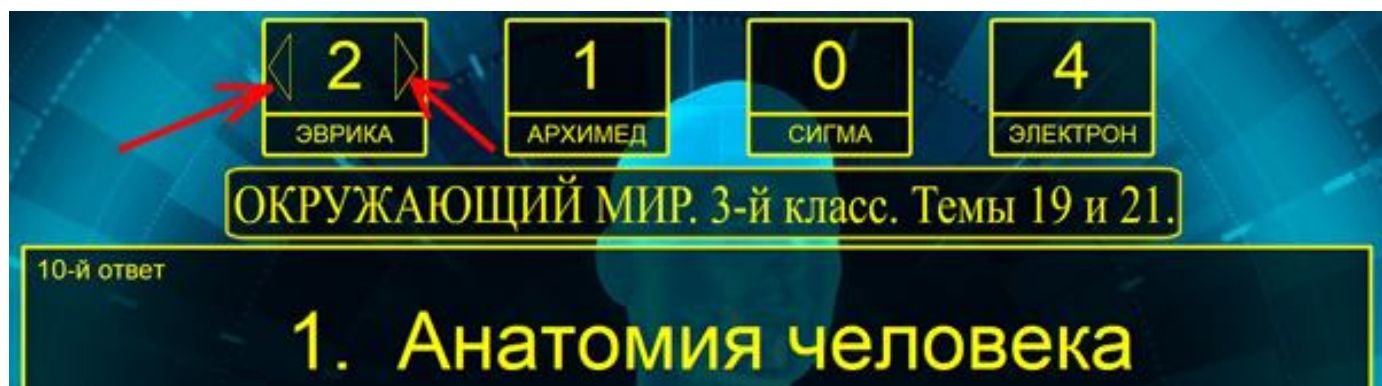 2 1 0 4
ЭВРИКА АРХИМЕД СИГМА ЭЛЕКТРОН
ОКРУЖАЮЩИЙ МИР. 3-й класс. Темы 19 и 21.
10-й ответ
1. Анатомия человека